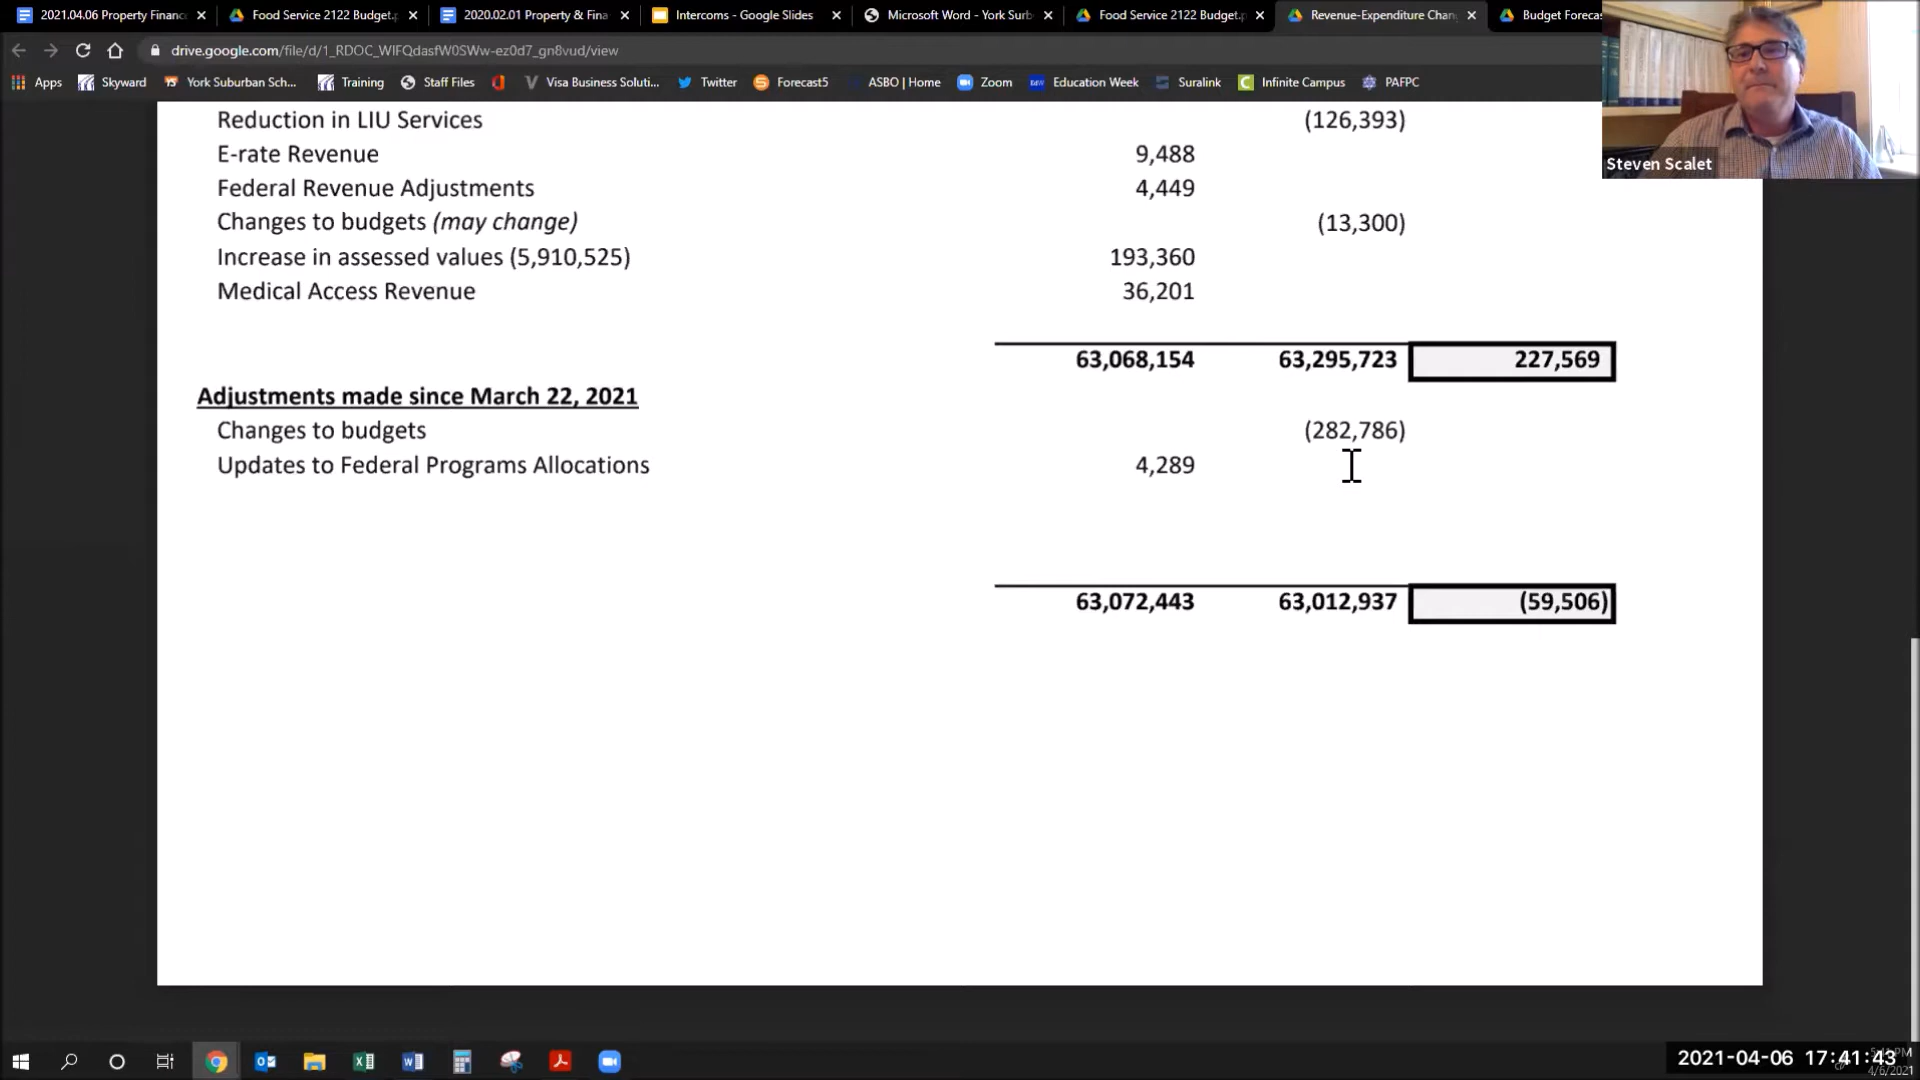 2021.04.06 Property Finance
Food Service 2122 Budget.p
2020.02.01 Property & Fina
Intercoms - Google Slides
Microsoft Word - York Surb
Food Service 2122 Budget.p
Revenue-Expenditure Chan
Budget Forecas
drive.google.com/file/d/1_RDOC_WIFQdasfW0SWw-ez0d7_gn8vud/view
Apps Skyward York Suburban Sch... Training Staff Files Visa Business Soluti... Twitter Forecast5 ASBO | Home Zoom Education Week Suralink Infinite Campus PAFPC
Steven Scalet
Reduction in LIU Services (126,393)
E-rate Revenue 9,488
Federal Revenue Adjustments 4,449
Changes to budgets (may change) (13,300)
Increase in assessed values (5,910,525) 193,360
Medical Access Revenue 36,201
63,068,154 63,295,723 227,569
Adjustments made since March 22, 2021
Changes to budgets (282,786)
Updates to Federal Programs Allocations 4,289
63,072,443 63,012,937 (59,506)
2021-04-06 17:41:43
4/6/2021